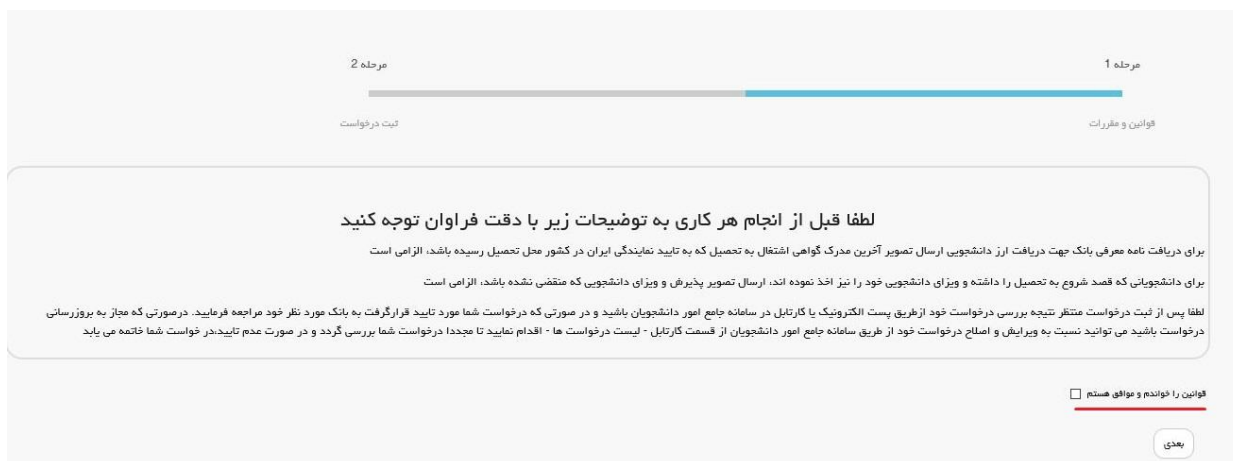 مرحله 1
مرحله 2
قوانین و مقررات
ثبت درخواست
لطفا قبل از انجام هر کاری به توضیحات زیر با دقت فراوان توجه کنید
برای دریافت نامه معرفی بانک جهت دریافت ارز دانشجویی ارسال تصویر آخرین مدرک گواهی اشتغال به تحصیل که به تایید نمایندگی ایران در کشور محل تحصیل رسیده باشد، الزامی است
برای دانشجویانی که قصد شروع به تحصیل را داشته و ویزای دانشجویی خود را نیز اخذ نموده اند، ارسال تصویر پذیرش و ویزای دانشجویی که منقضی نشده باشد، الزامی است
لطفا پس از ثبت درخواست منتظر نتیجه بررسی درخواست خود ازطریق پست الکترونیک یا کارتابل در سامانه جامع امور دانشجویان باشید و در صورتی که درخواست شما مورد تایید قرارگرفت به بانک مورد نظر خود مراجعه فرمایید. درصورتی که مجاز به بروزرسانی
درخواست باشید می توانید نسبت به ویرایش و اصلاح درخواست خود از طریق سامانه جامع امور دانشجویان از قسمت کارتابل - لیست درخواست ها - اقدام نمایید تا مجددا درخواست شما بررسی گردد و در صورت عدم تایید،در خواست شما خاتمه می یابد
قوانین را خواندم و موافق هستم
بعدی